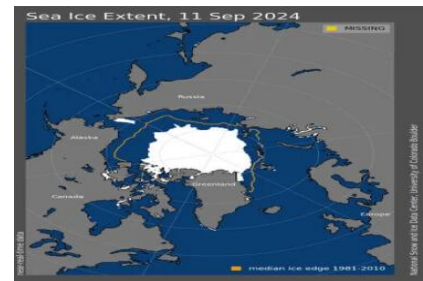 Sea Ice Extent, 11 Sep 2024
MISSING
Russia
Alaska
Canada
Greenland
Europe
median ice edge 1981-2010
near-real-time data
National Snow and Ice Data Center, University of Colorado Boulder